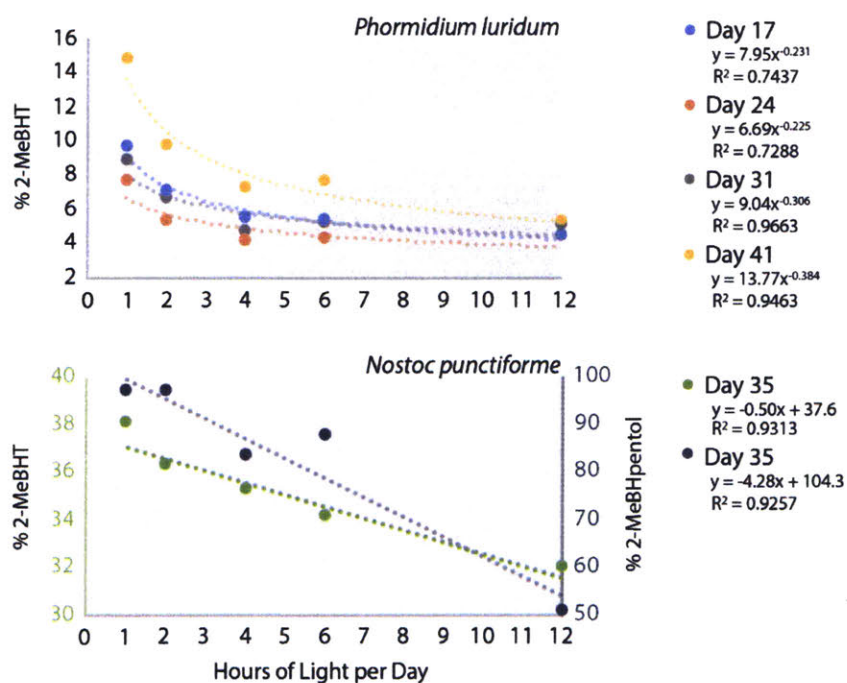 Phormidium luridum
16
14
12
10
8
6
4
2
% 2-MeBHT
0 1 2 3 4 5 6 7 8 9 10 11 12
Day 17
y = 7.95x-0.231
R² = 0.7437
Day 24
y = 6.69x-0.225
R² = 0.7288
Day 31
y = 9.04x-0.306
R² = 0.9663
Day 41
y = 13.77x-0.384
R² = 0.9463
Nostoc punctiforme
40
38
36
34
32
30
% 2-MeBHT
100
90
80
70
60
50
% 2-MeBHpentol
0 1 2 3 4 5 6 7 8 9 10 11 12
Hours of Light per Day
Day 35
y = -0.50x + 37.6
R² = 0.9313
Day 35
y = -4.28x + 104.3
R² = 0.9257